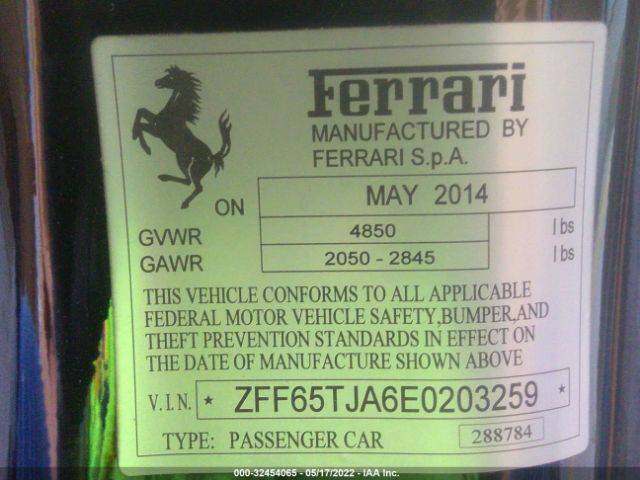 Ferrari
MANUFACTURED BY
FERRARI S.p.A.
ON MAY 2014
GVWR 4850 lbs
GAWR 2050 - 2845 lbs
THIS VEHICLE CONFORMS TO ALL APPLICABLE
FEDERAL MOTOR VEHICLE SAFETY,BUMPER,AND
THEFT PREVENTION STANDARDS IN EFFECT ON
THE DATE OF MANUFACTURE SHOWN ABOVE
V.I.N. * ZFF65TJA6E0203259 *
TYPE: PASSENGER CAR 288784
000-32454065 - 05/17/2022 - IAA Inc.